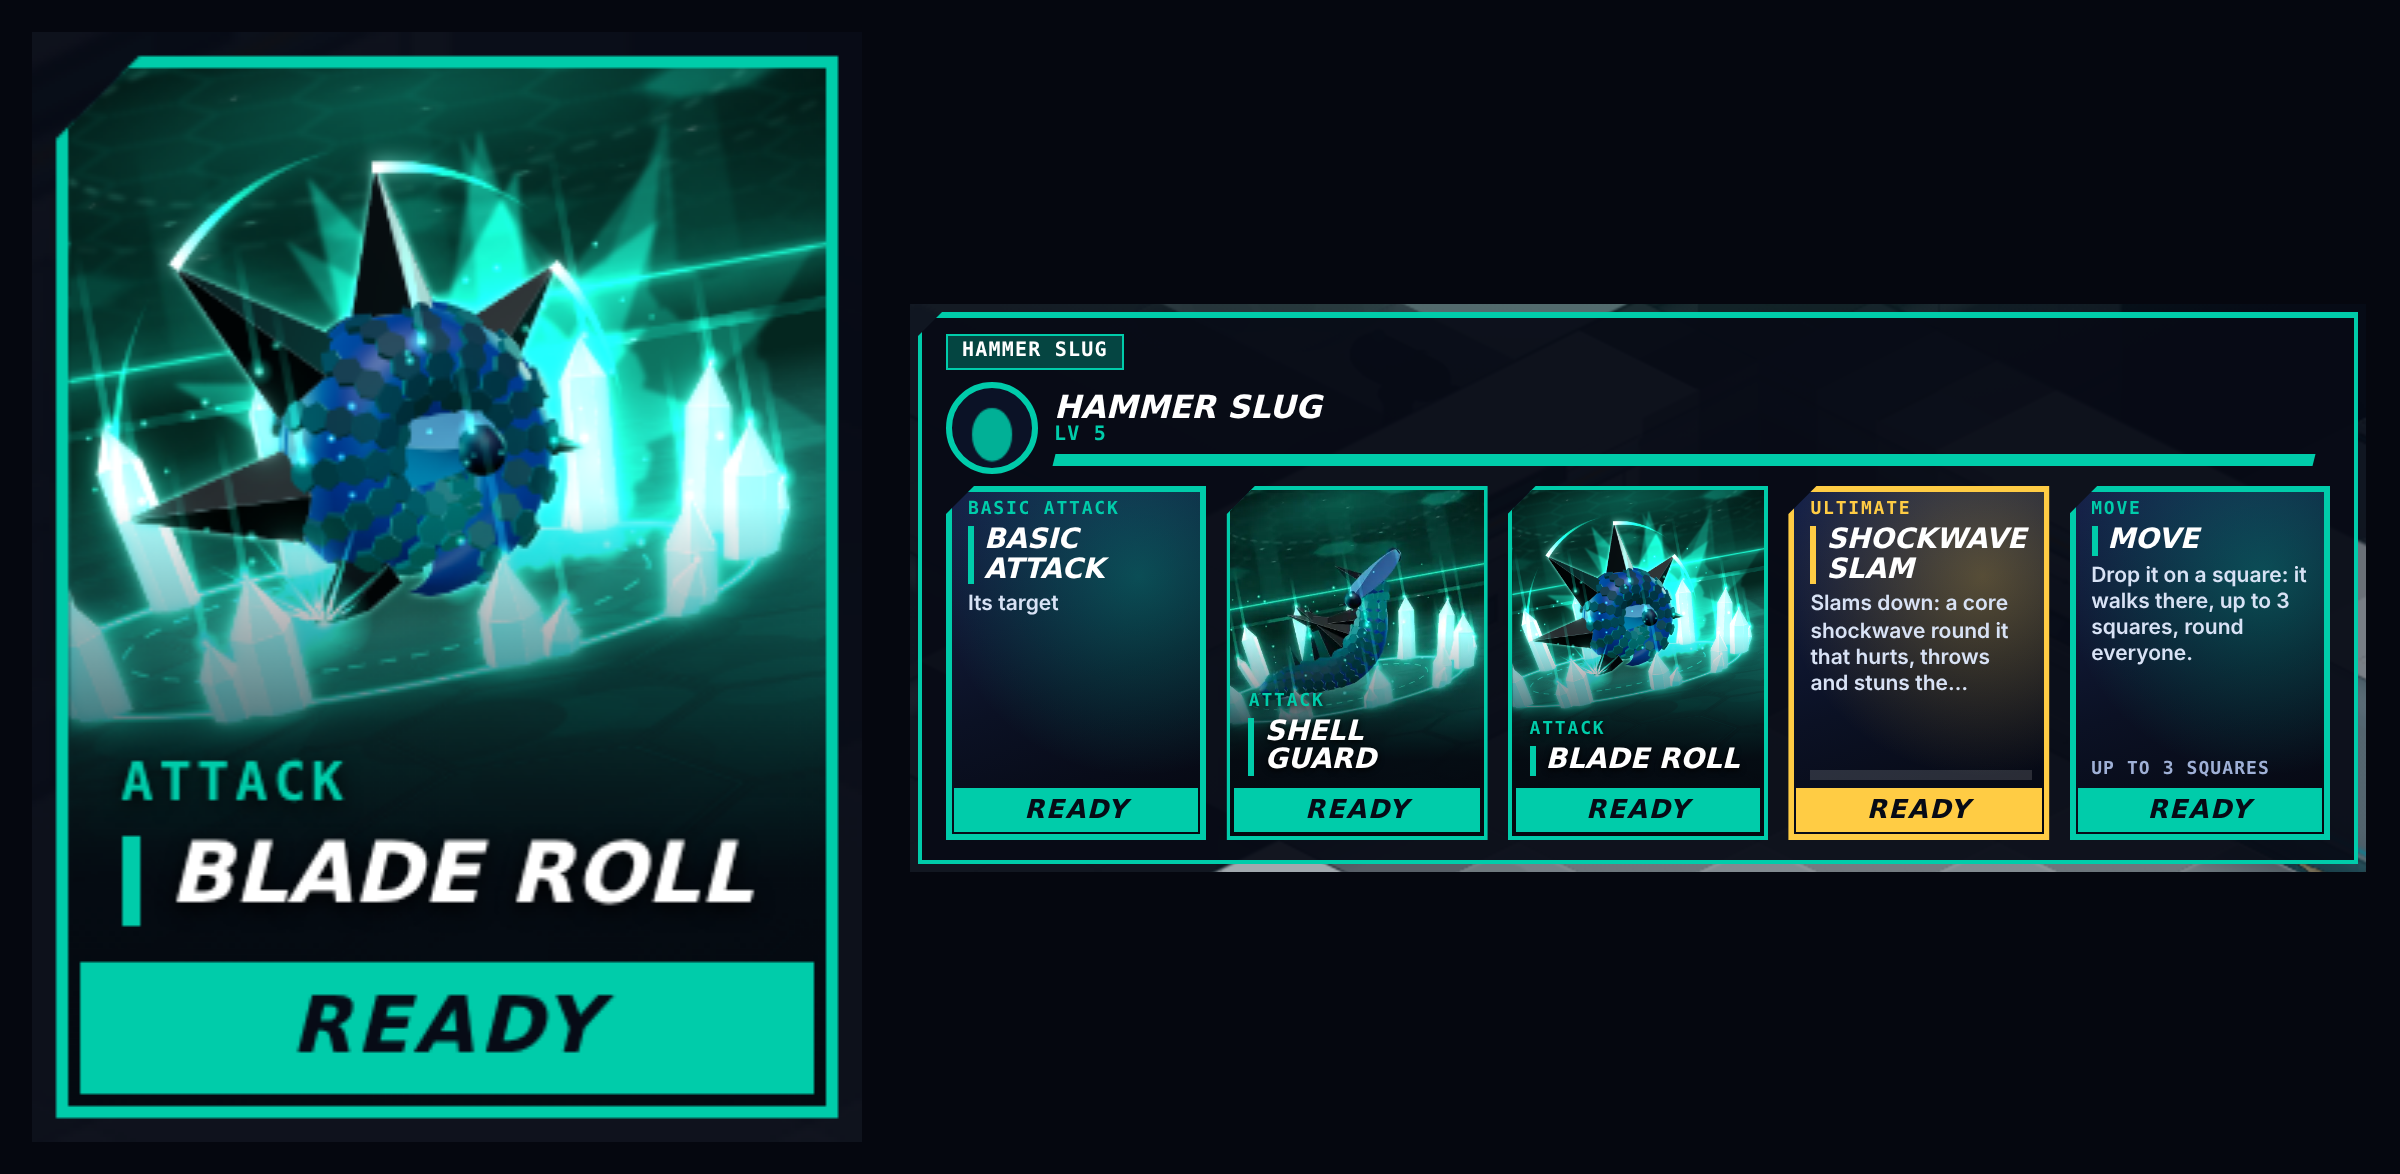 ATTACK
BLADE ROLL
READY
HAMMER SLUG
HAMMER SLUG
LV 5
BASIC ATTACK
BASIC
ATTACK
Its target
READY
ATTACK
SHELL
GUARD
READY
ATTACK
BLADE ROLL
READY
ULTIMATE
SHOCKWAVE
SLAM
Slams down: a core
shockwave round it
that hurts, throws
and stuns the...
READY
MOVE
MOVE
Drop it on a square: it
walks there, up to 3
squares, round
everyone.
UP TO 3 SQUARES
READY